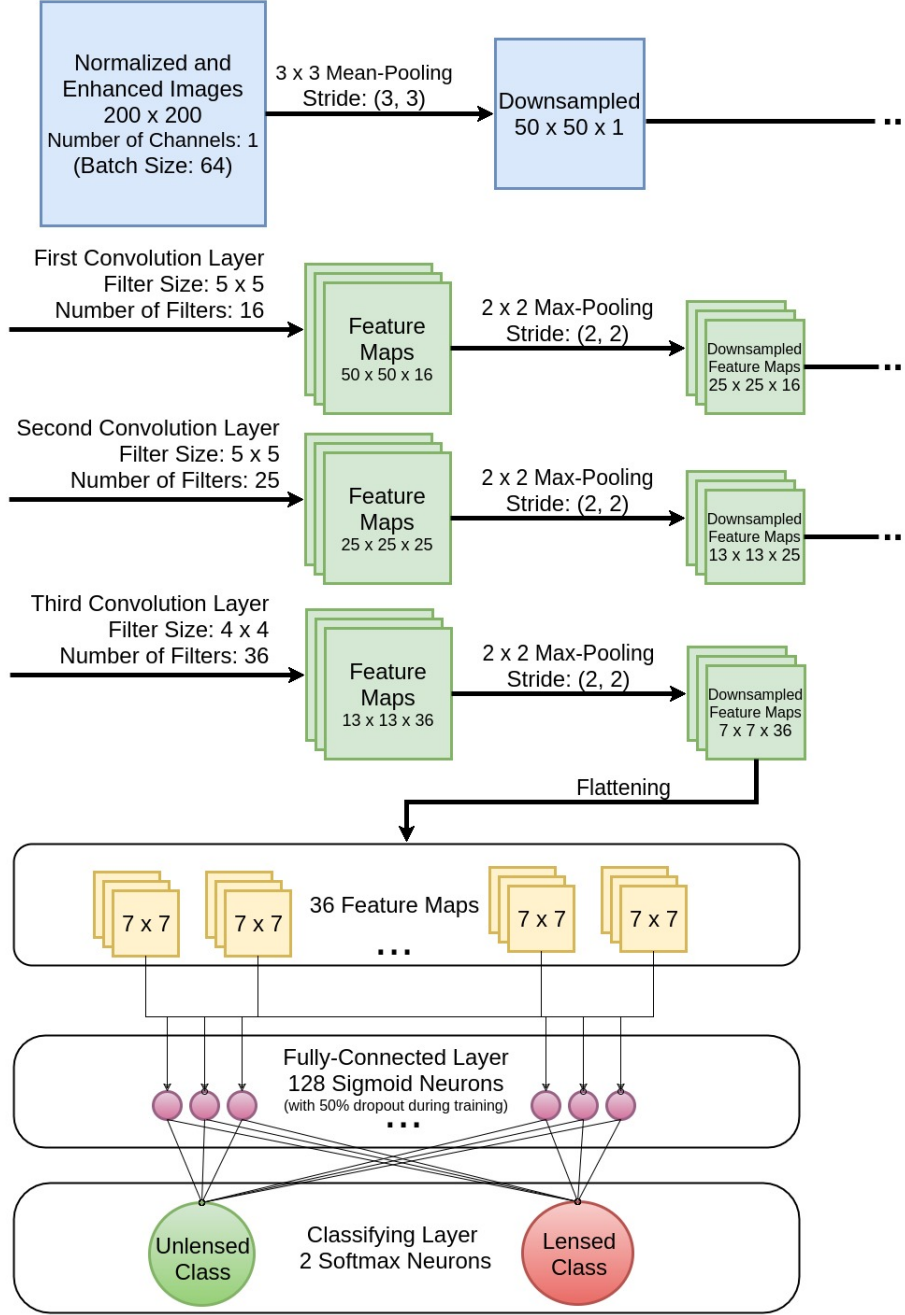 Normalized and
Enhanced Images
200 x 200
Number of Channels: 1
(Batch Size: 64)
3 x 3 Mean-Pooling
Stride: (3, 3)
Downsampled
50 x 50 x 1
..
First Convolution Layer
Filter Size: 5 x 5
Number of Filters: 16
Feature
Maps
50 x 50 x 16
2 x 2 Max-Pooling
Stride: (2, 2)
Downsampled
Feature Maps
25 x 25 x 16
..
Second Convolution Layer
Filter Size: 5 x 5
Number of Filters: 25
Feature
Maps
25 x 25 x 25
2 x 2 Max-Pooling
Stride: (2, 2)
Downsampled
Feature Maps
13 x 13 x 25
..
Third Convolution Layer
Filter Size: 4 x 4
Number of Filters: 36
Feature
Maps
13 x 13 x 36
2 x 2 Max-Pooling
Stride: (2, 2)
Downsampled
Feature Maps
7 x 7 x 36
Flattening
7 x 7
7 x 7
36 Feature Maps
...
7 x 7
7 x 7
Fully-Connected Layer
128 Sigmoid Neurons
(with 50% dropout during training)
...
Unlensed
Class
Classifying Layer
2 Softmax Neurons
Lensed
Class